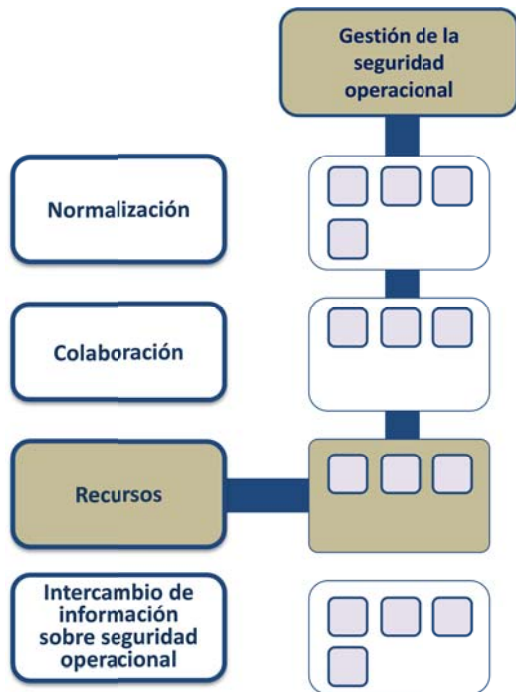 Gestión de la
seguridad
operacional
Normalización
Colaboración
Recursos
Intercambio de
información
sobre seguridad
operacional